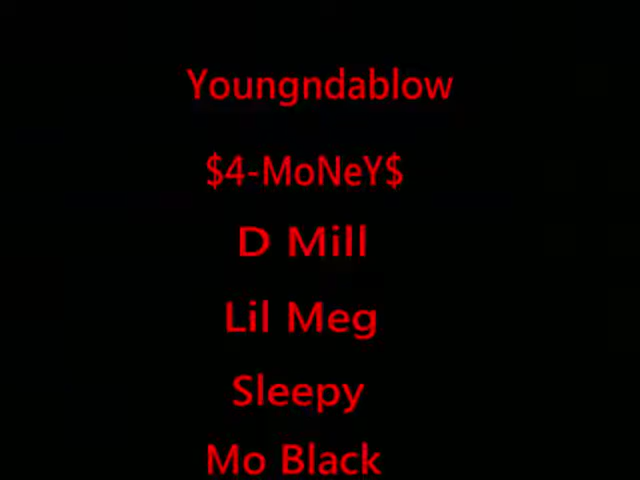 Youngndablow
$4-MoNeY$
D Mill
Lil Meg
Sleepy
Mo Black